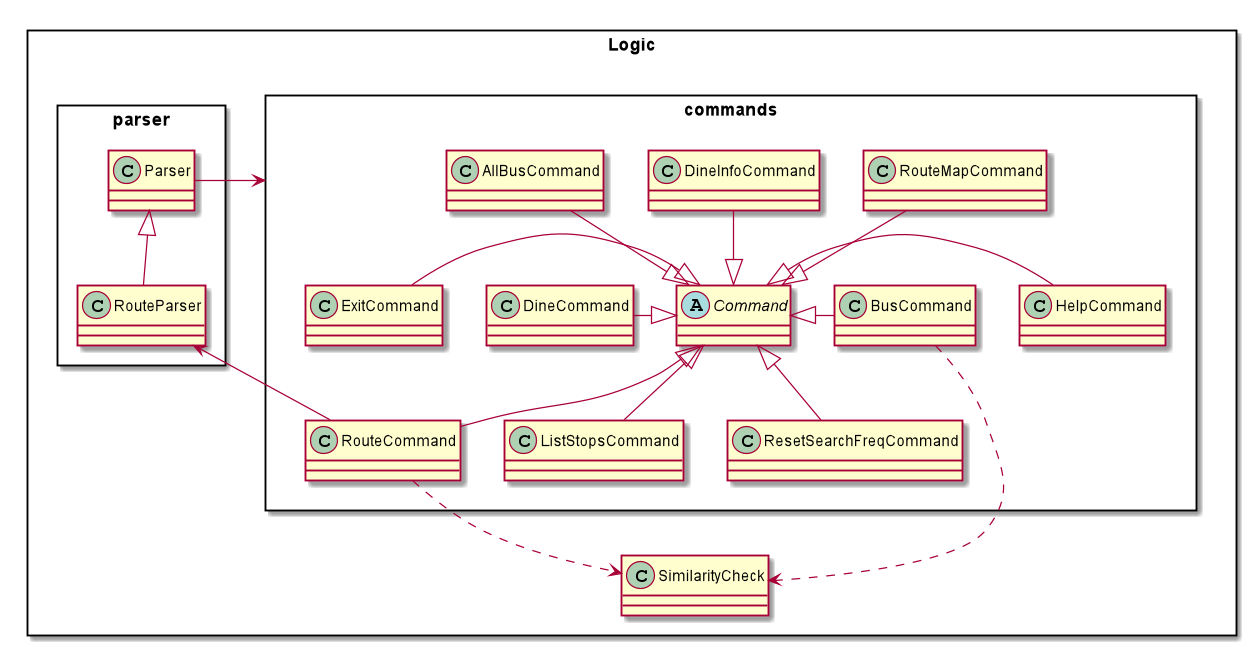 Logic
parser
commands
C Parser
C AllBusCommand
C DineInfoCommand
C RouteMapCommand
C RouteParser
C ExitCommand
C DineCommand
A Command
C BusCommand
C HelpCommand
C RouteCommand
C ListStopsCommand
C ResetSearchFreqCommand
C SimilarityCheck